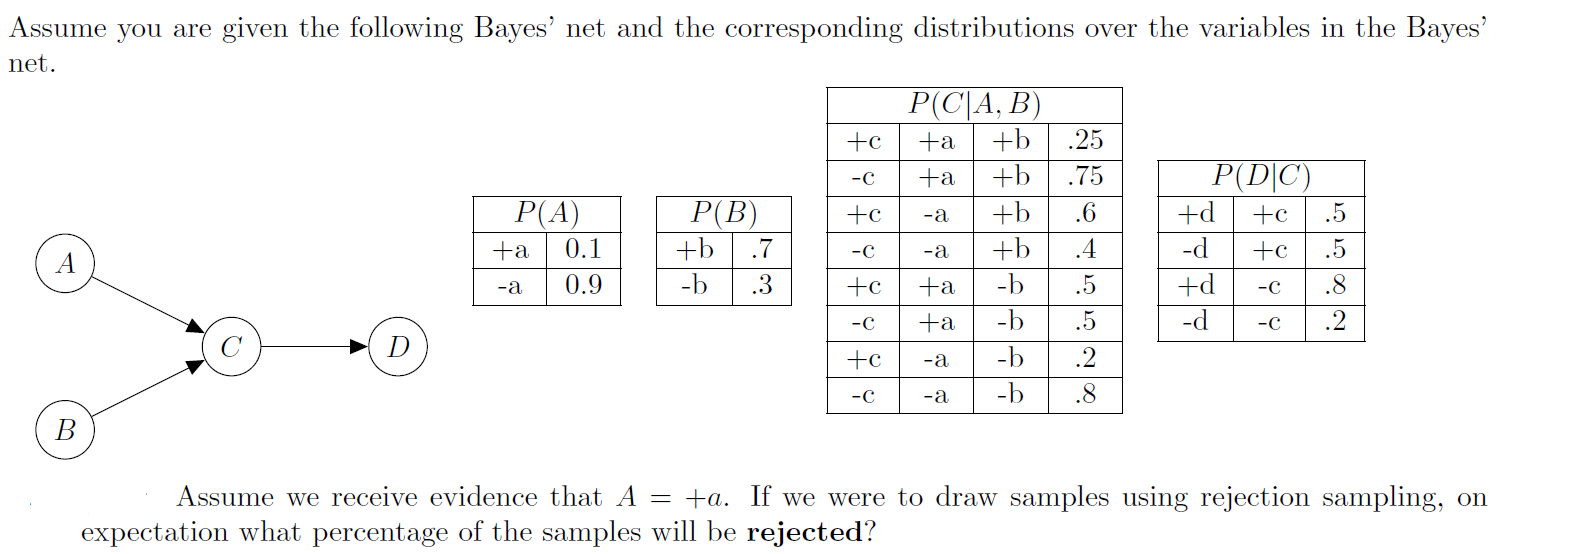 Assume you are given the following Bayes' net and the corresponding distributions over the variables in the Bayes'
net.
P(C|A, B)
+c +a +b .25
-c +a +b .75
+c -a +b .6
-c -a +b .4
+c +a -b .5
-c +a -b .5
+c -a -b .2
-c -a -b .8
P(D|C)
+d +c .5
-d +c .5
+d -c .8
-d -c .2
P(A)
+a 0.1
-a 0.9
P(B)
+b .7
-b .3
A
C
D
B
Assume we receive evidence that A = +a. If we were to draw samples using rejection sampling, on
expectation what percentage of the samples will be rejected?